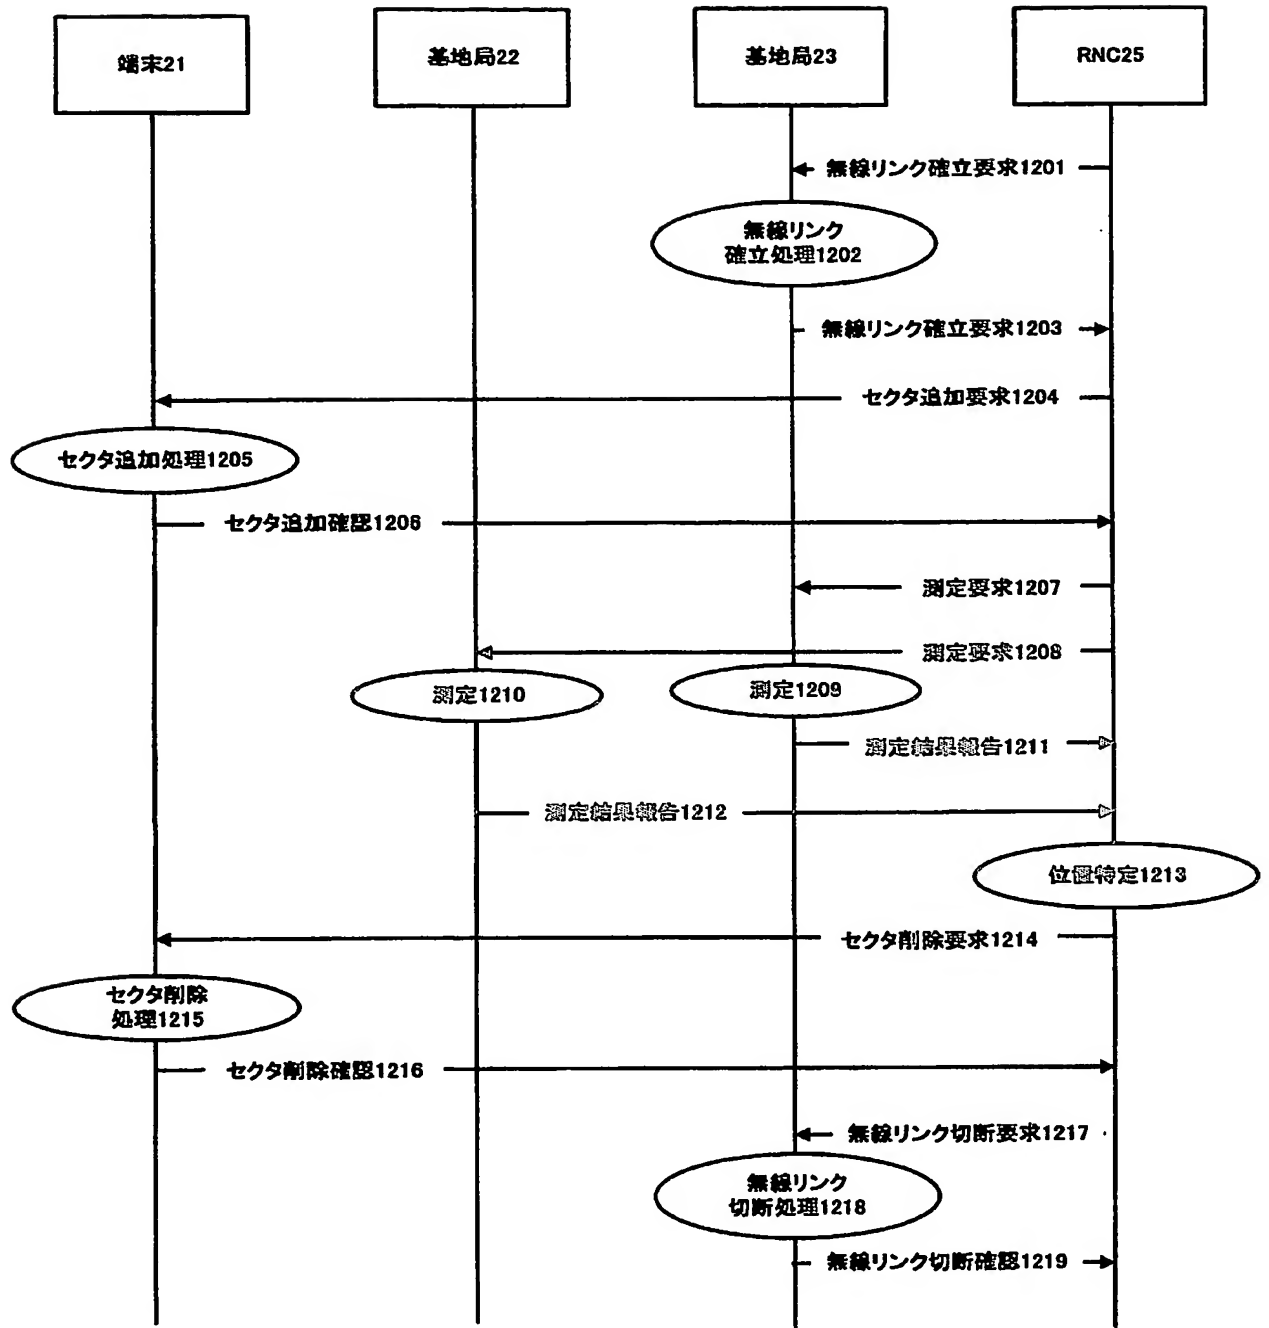 端末21
基地局22
基地局23
RNC25
無線リンク確立要求1201
無線リンク
確立処理1202
無線リンク確立要求1203
セクタ追加要求1204
セクタ追加処理1205
セクタ追加確認1206
測定要求1207
測定要求1208
測定1210
測定1209
測定結果報告1211
測定結果報告1212
位置特定1213
セクタ削除要求1214
セクタ削除
処理1215
セクタ削除確認1216
無線リンク切断要求1217
無線リンク
切断処理1218
無線リンク切断確認1219